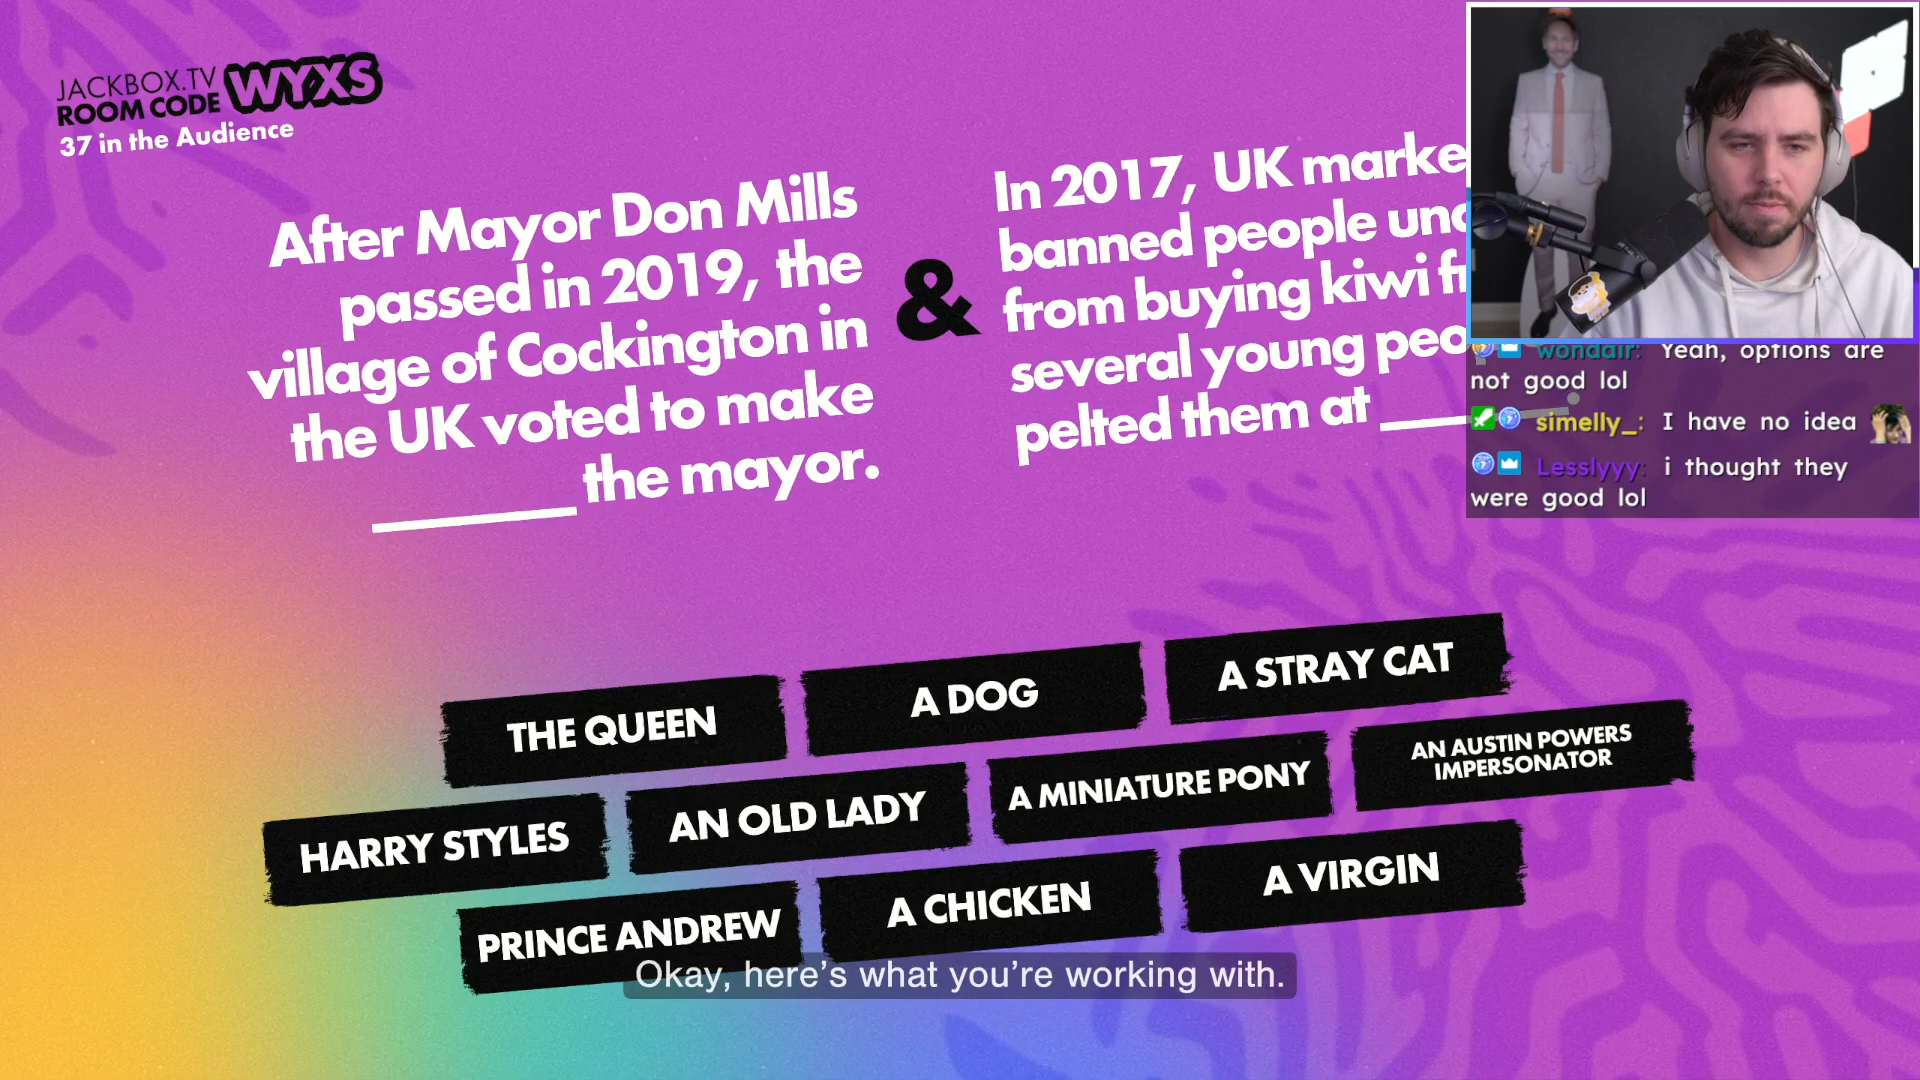 JACKBOX.TV
ROOM CODE WYXS
37 in the Audience
After Mayor Don Mills
passed in 2019, the
village of Cockington in
the UK voted to make
_____ the mayor.
&
In 2017, UK marke
banned people und
from buying kiwi f
several young peo
pelted them at _____
wondair: Yeah, options are
not good lol
simelly_: I have no idea
Lesslyyy: i thought they
were good lol
THE QUEEN
A DOG
A STRAY CAT
HARRY STYLES
AN OLD LADY
A MINIATURE PONY
AN AUSTIN POWERS
IMPERSONATOR
PRINCE ANDREW
A CHICKEN
A VIRGIN
Okay, here's what you're working with.